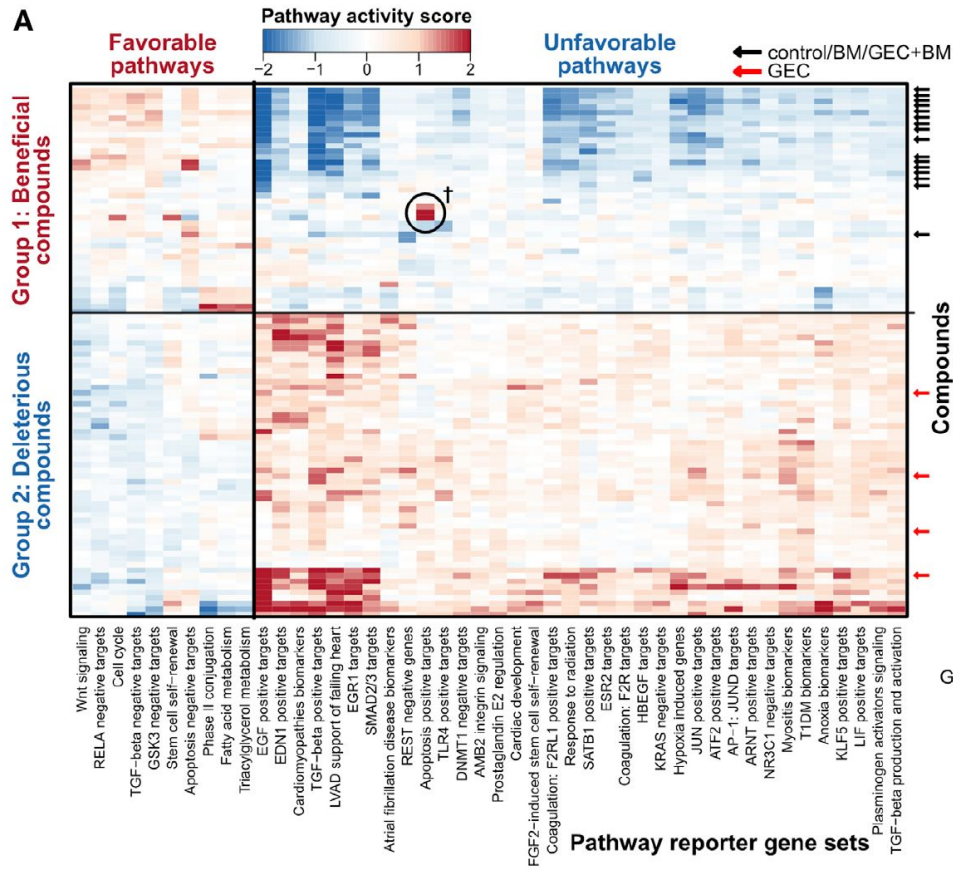 A
Pathway activity score
−2 −1 0 1 2
Favorable
pathways
Unfavorable
pathways
control/BM/GEC+BM
GEC
Group 1: Beneficial
compounds
†
Group 2: Deleterious
compounds
Compounds
Wnt signaling
RELA negative targets
Cell cycle
TGF−beta negative targets
GSK3 negative targets
Stem cell self−renewal
Apoptosis negative targets
Phase II conjugation
Fatty acid metabolism
Triacylglycerol metabolism
EGF positive targets
EDN1 positive targets
Cardiomyopathies biomarkers
TGF−beta positive targets
LVAD support of failing heart
EGR1 targets
SMAD2/3 targets
Atrial fibrillation disease biomarkers
REST negative genes
Apoptosis positive targets
TLR4 positive targets
DNMT1 negative targets
AMB2 integrin signaling
Prostaglandin E2 regulation
Cardiac development
FGF2−induced stem cell self−renewal
Coagulation: F2RL1 positive targets
Response to radiation
SATB1 positive targets
ESR2 targets
Coagulation: F2R targets
HBEGF targets
KRAS negative targets
Hypoxia induced genes
JUN positive targets
ATF2 positive targets
AP−1: JUND targets
ARNT positive targets
NR3C1 negative targets
Myositis biomarkers
T1DM biomarkers
Anoxia biomarkers
KLF5 positive targets
LIF positive targets
Plasminogen activators signaling
TGF−beta production and activation
G
Pathway reporter gene sets